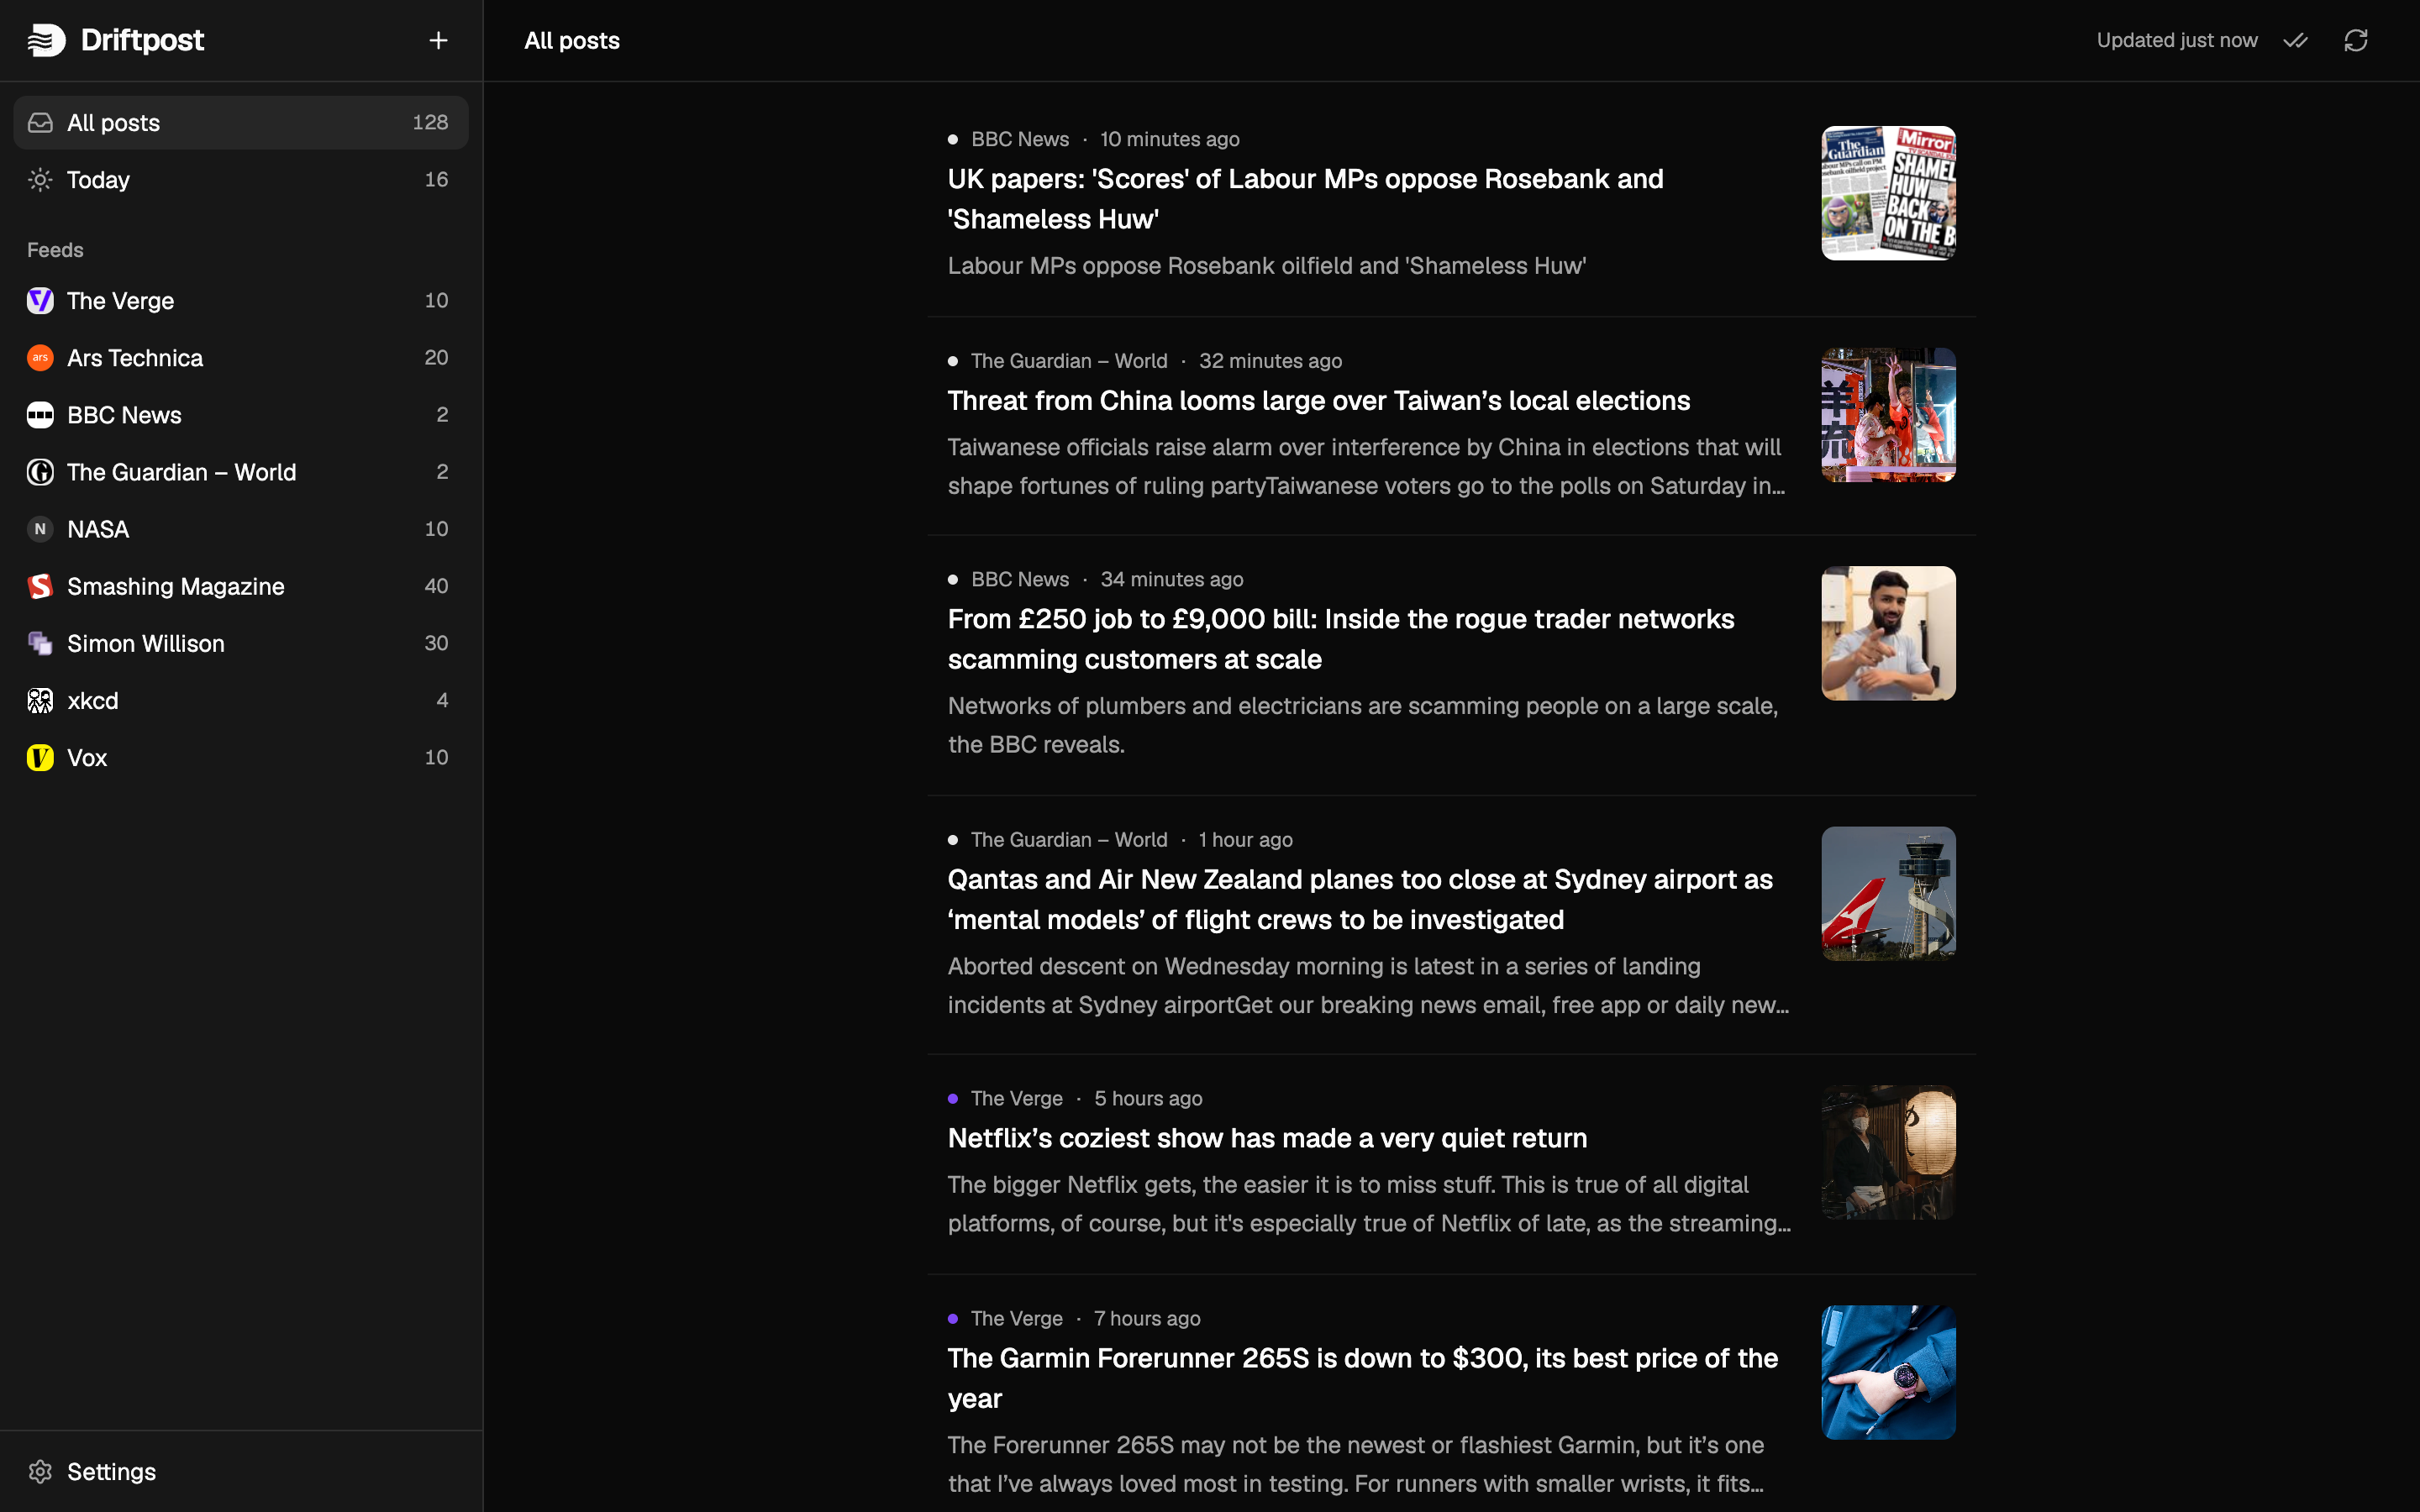 Driftpost
All posts 128
Today 16
Feeds
The Verge 10
ars
Ars Technica 20
BBC News 2
G
The Guardian – World 2
N
NASA 10
S
Smashing Magazine 40
Simon Willison 30
xkcd 4
V
Vox 10
Settings
All posts
Updated just now
BBC News · 10 minutes ago
UK papers: 'Scores' of Labour MPs oppose Rosebank and
'Shameless Huw'
Labour MPs oppose Rosebank oilfield and 'Shameless Huw'
The
Guardian
Mirror
SHAMEL
HUW
BACK
ON THE B
The Guardian – World · 32 minutes ago
Threat from China looms large over Taiwan’s local elections
Taiwanese officials raise alarm over interference by China in elections that will
shape fortunes of ruling partyTaiwanese voters go to the polls on Saturday in…
BBC News · 34 minutes ago
From £250 job to £9,000 bill: Inside the rogue trader networks
scamming customers at scale
Networks of plumbers and electricians are scamming people on a large scale,
the BBC reveals.
The Guardian – World · 1 hour ago
Qantas and Air New Zealand planes too close at Sydney airport as
‘mental models’ of flight crews to be investigated
Aborted descent on Wednesday morning is latest in a series of landing
incidents at Sydney airportGet our breaking news email, free app or daily new…
The Verge · 5 hours ago
Netflix’s coziest show has made a very quiet return
The bigger Netflix gets, the easier it is to miss stuff. This is true of all digital
platforms, of course, but it's especially true of Netflix of late, as the streaming…
The Verge · 7 hours ago
The Garmin Forerunner 265S is down to $300, its best price of the
year
The Forerunner 265S may not be the newest or flashiest Garmin, but it’s one
that I’ve always loved most in testing. For runners with smaller wrists, it fits…